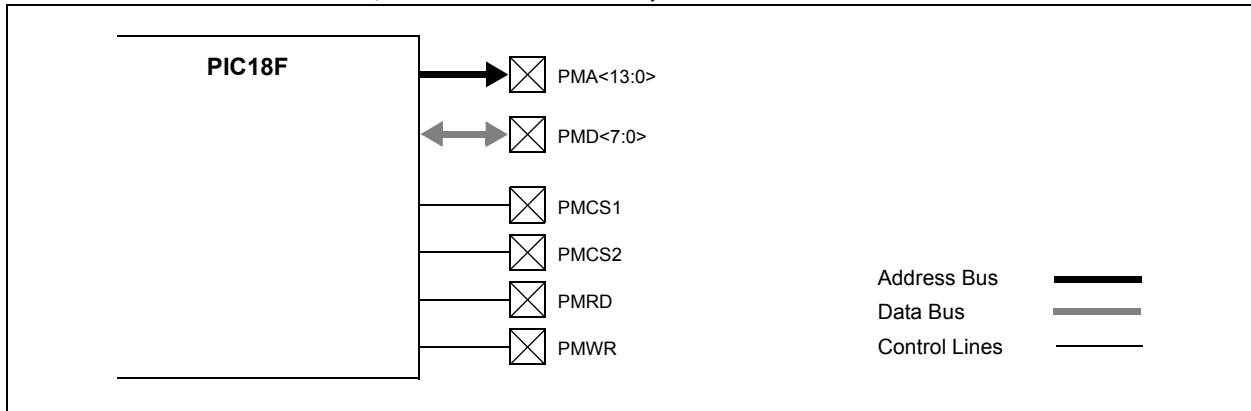 PIC18F
PMA<13:0>
PMD<7:0>
PMCS1
PMCS2
PMRD
PMWR
Address Bus
Data Bus
Control Lines